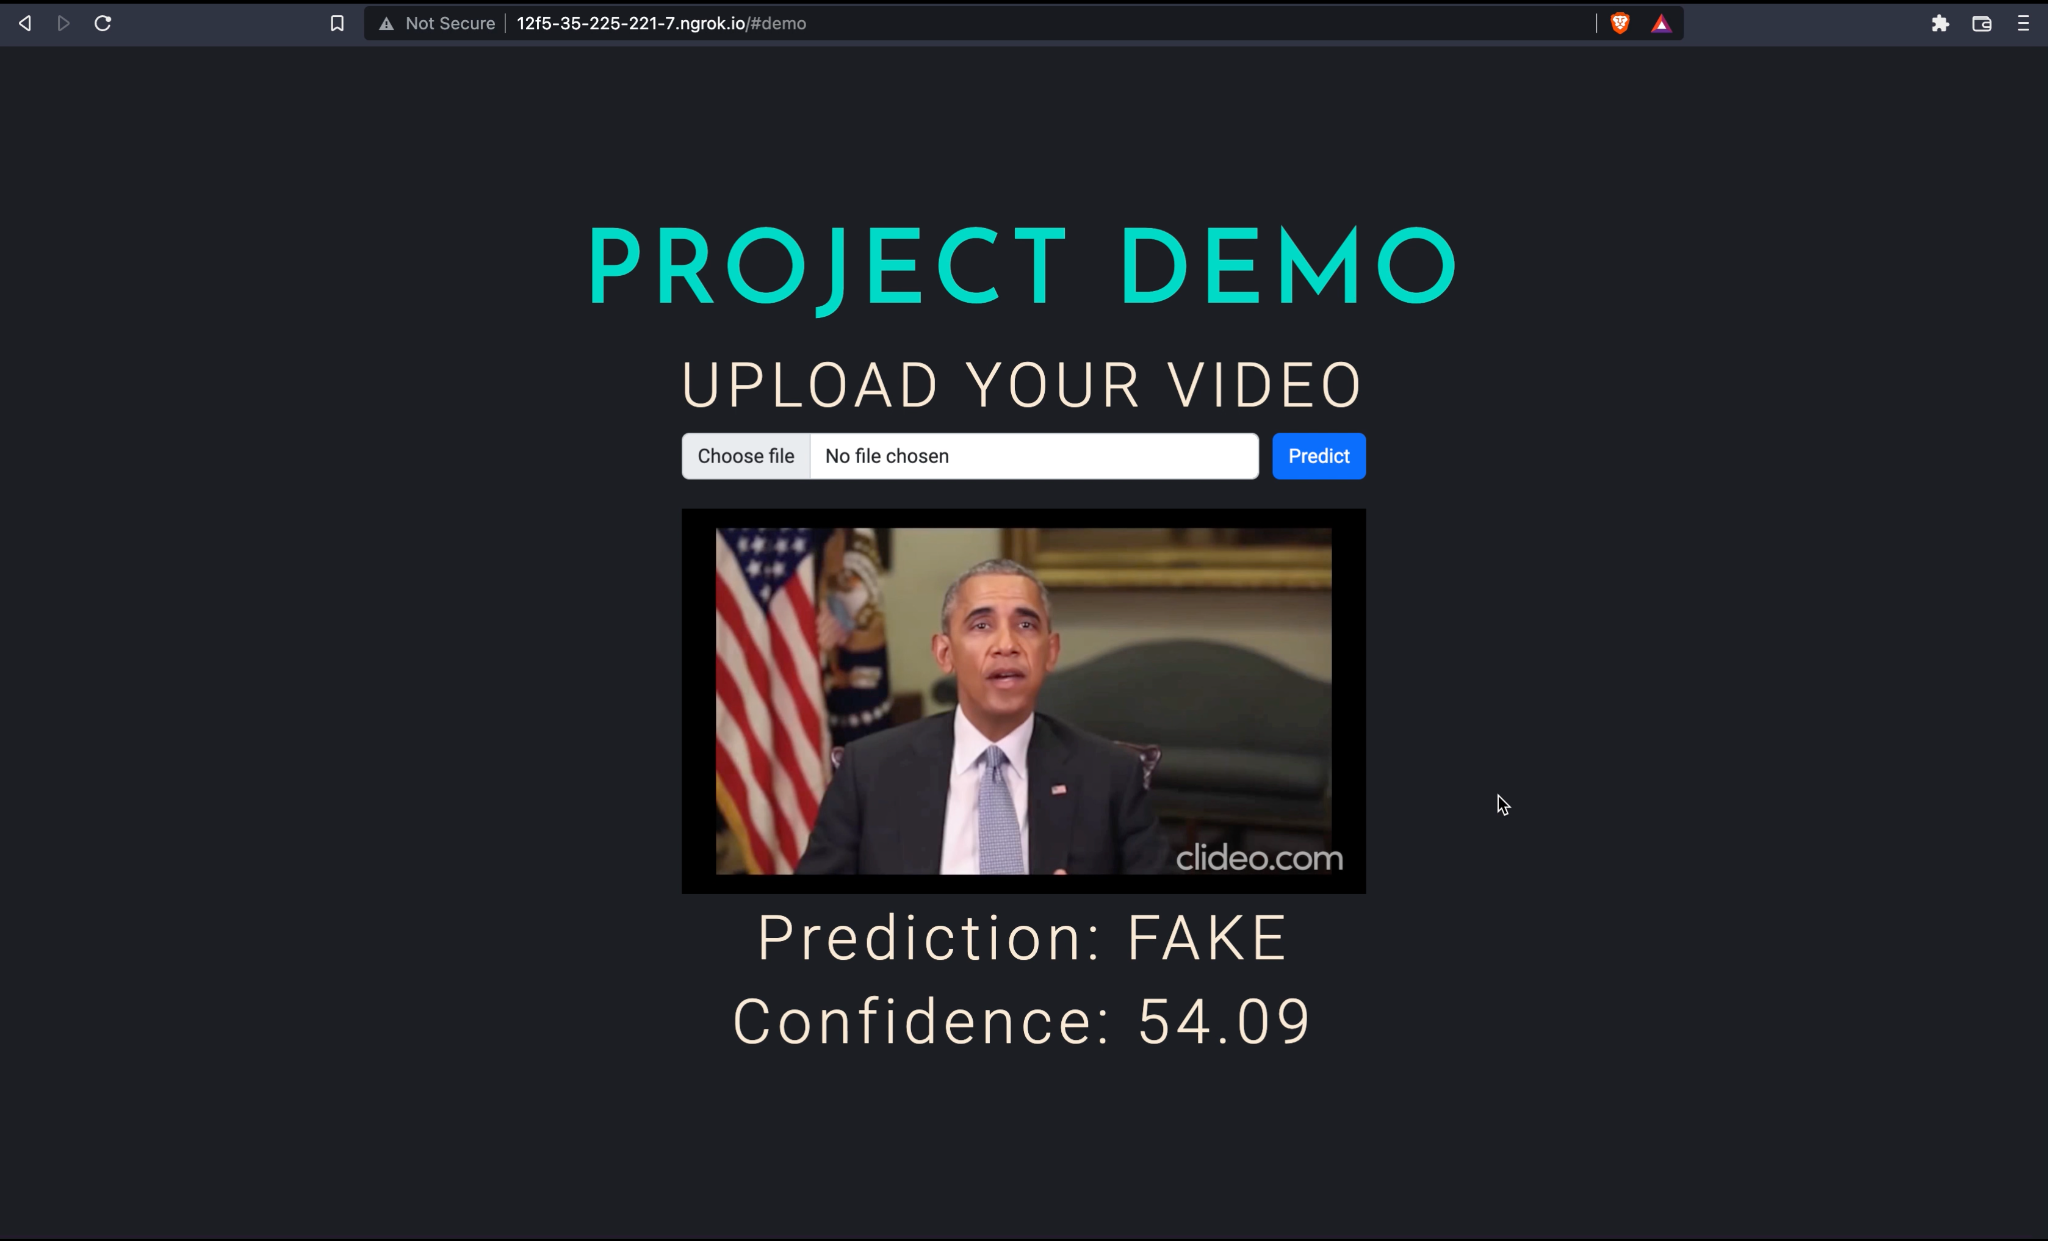 Not Secure 12f5-35-225-221-7.ngrok.io/#demo
PROJECT DEMO
UPLOAD YOUR VIDEO
Choose file No file chosen Predict
clideo.com
Prediction: FAKE
Confidence: 54.09